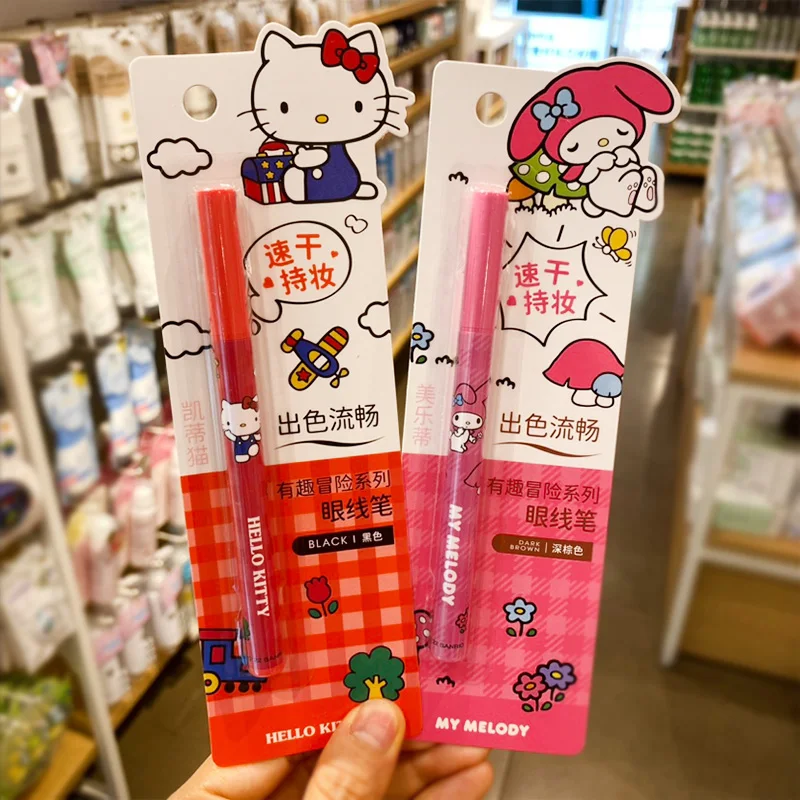 速干
持妆
凯蒂猫
出色流畅
有趣冒险系列
眼线笔
BLACK | 黑色
HELLO KITTY
HELLO KI
速干
持妆
美乐蒂
出色流畅
有趣冒险系列
眼线笔
DARK
BROWN | 深棕色
MY MELODY
MY MELODY